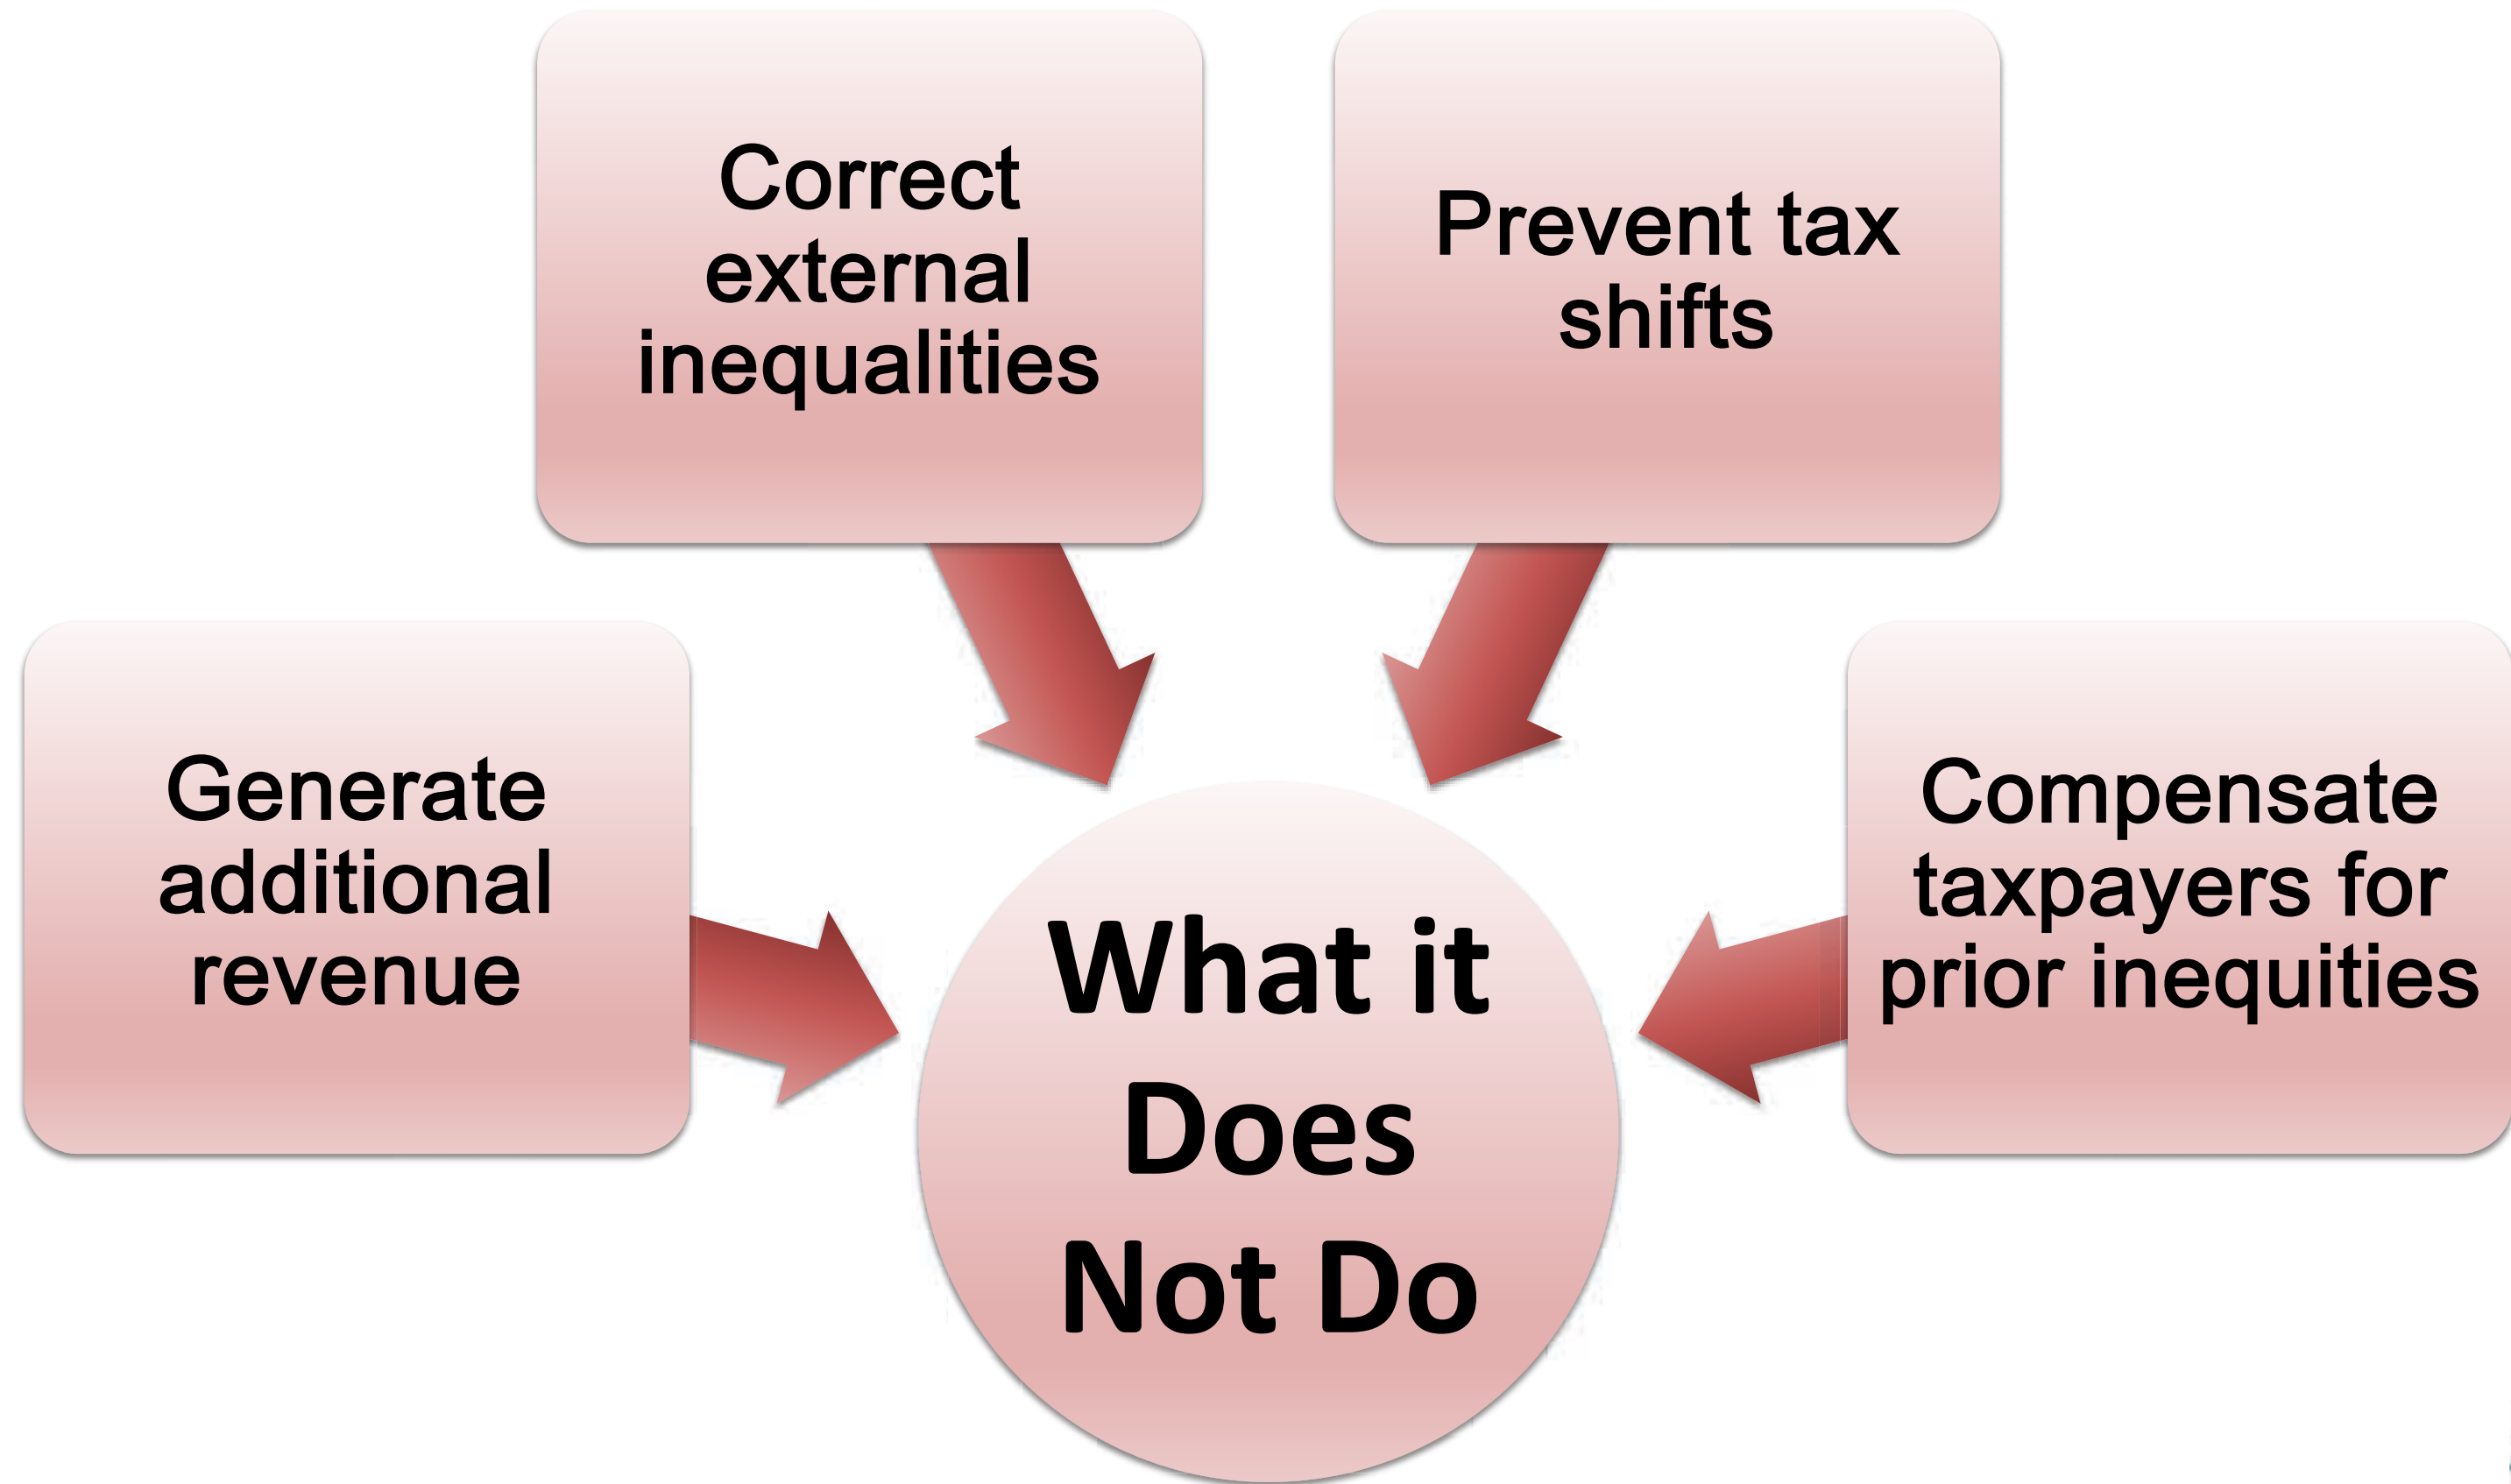 Correct
external
inequalities
Prevent tax
shifts
Generate
additional
revenue
Compensate
taxpayers for
prior inequities
What it
Does
Not Do